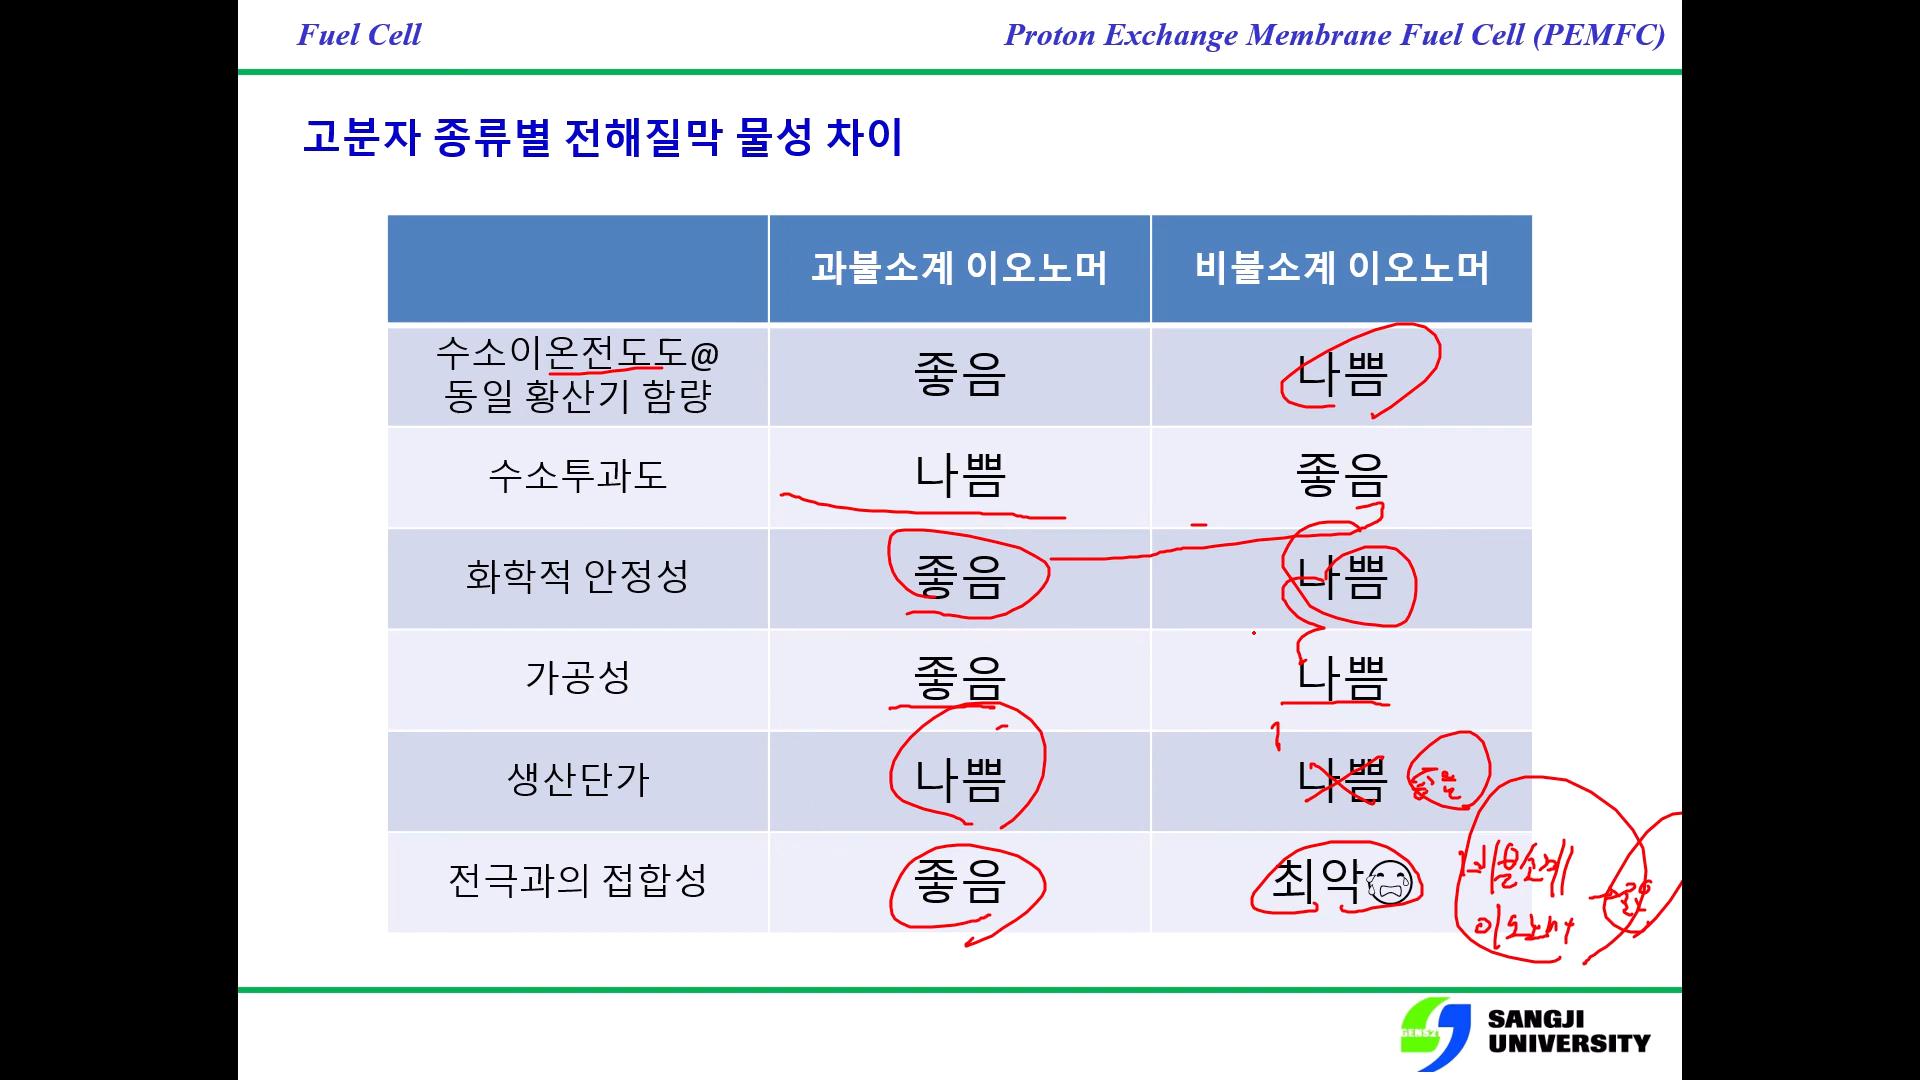 Fuel Cell
Proton Exchange Membrane Fuel Cell (PEMFC)
고분자 종류별 전해질막 물성 차이
과불소계 이오노머
비불소계 이오노머
수소이온전도도@
동일 황산기 함량
좋음
나쁨
수소투과도
나쁨
좋음
화학적 안정성
좋음
나쁨
가공성
좋음
나쁨
생산단가
나쁨
나쁨
전극과의 접합성
좋음
최악😭
비불소계
이오노머
GENS21
SANGJI
UNIVERSITY